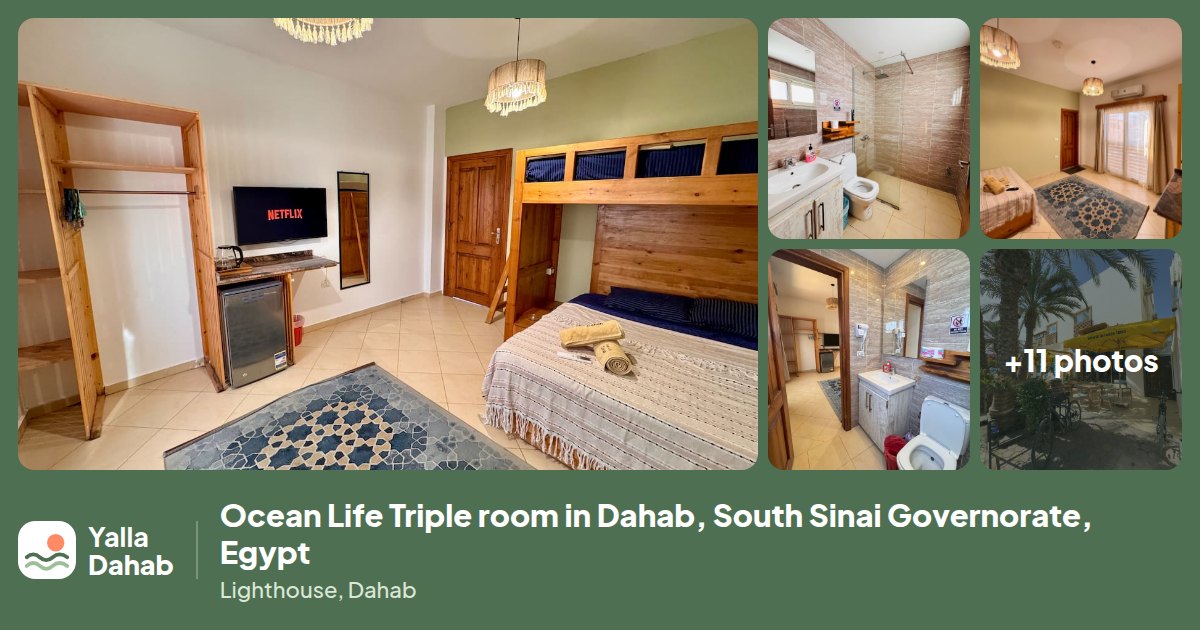 NETFLIX
+11 photos
Yalla
Dahab
Ocean Life Triple room in Dahab, South Sinai Governorate,
Egypt
Lighthouse, Dahab